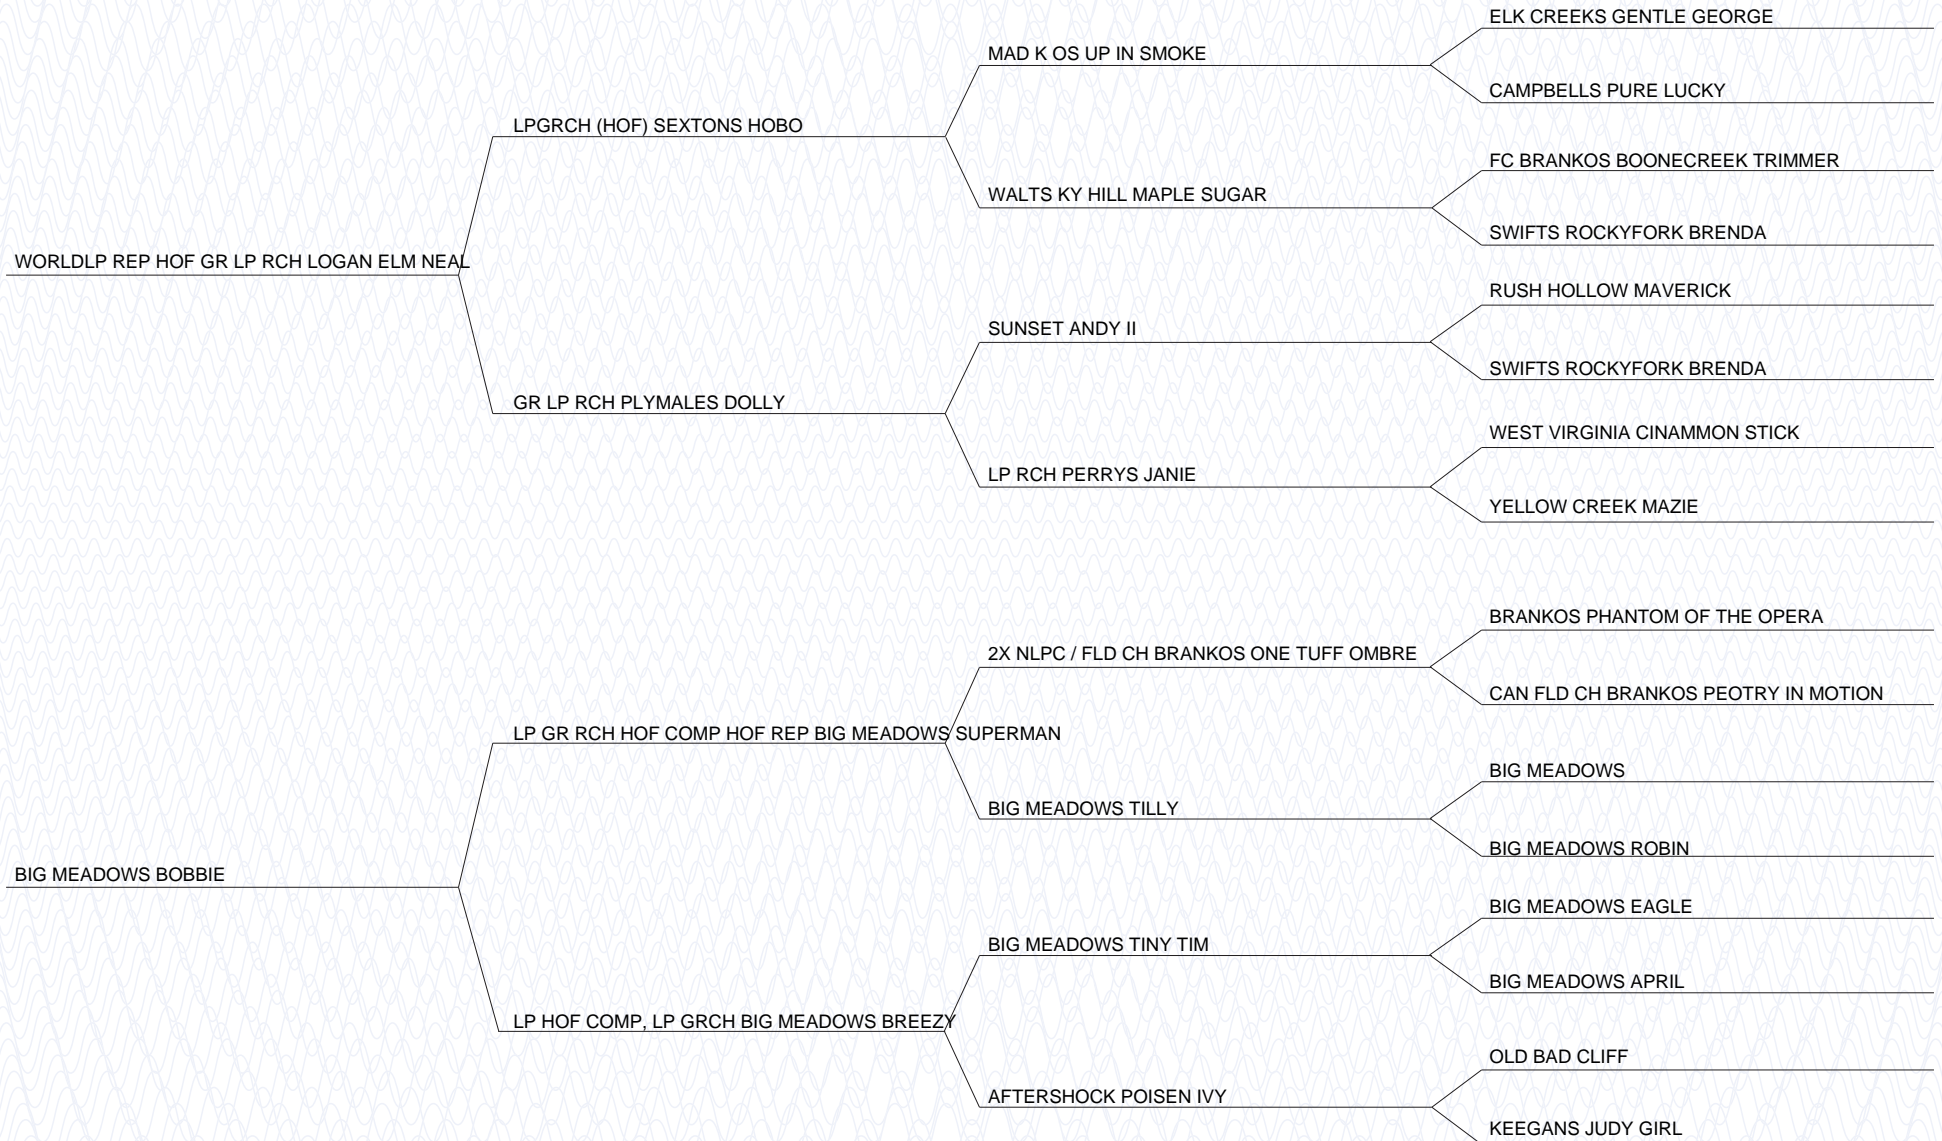 ELK CREEKS GENTLE GEORGE
MAD K OS UP IN SMOKE
CAMPBELLS PURE LUCKY
LPGRCH (HOF) SEXTONS HOBO
FC BRANKOS BOONECREEK TRIMMER
WALTS KY HILL MAPLE SUGAR
SWIFTS ROCKYFORK BRENDA
WORLDLP REP HOF GR LP RCH LOGAN ELM NEAL
RUSH HOLLOW MAVERICK
SUNSET ANDY II
SWIFTS ROCKYFORK BRENDA
GR LP RCH PLYMALES DOLLY
WEST VIRGINIA CINAMMON STICK
LP RCH PERRYS JANIE
YELLOW CREEK MAZIE
BRANKOS PHANTOM OF THE OPERA
2X NLPC / FLD CH BRANKOS ONE TUFF OMBRE
CAN FLD CH BRANKOS PEOTRY IN MOTION
LP GR RCH HOF COMP HOF REP BIG MEADOWS SUPERMAN
BIG MEADOWS
BIG MEADOWS TILLY
BIG MEADOWS ROBIN
BIG MEADOWS BOBBIE
BIG MEADOWS EAGLE
BIG MEADOWS TINY TIM
BIG MEADOWS APRIL
LP HOF COMP, LP GRCH BIG MEADOWS BREEZY
OLD BAD CLIFF
AFTERSHOCK POISEN IVY
KEEGANS JUDY GIRL